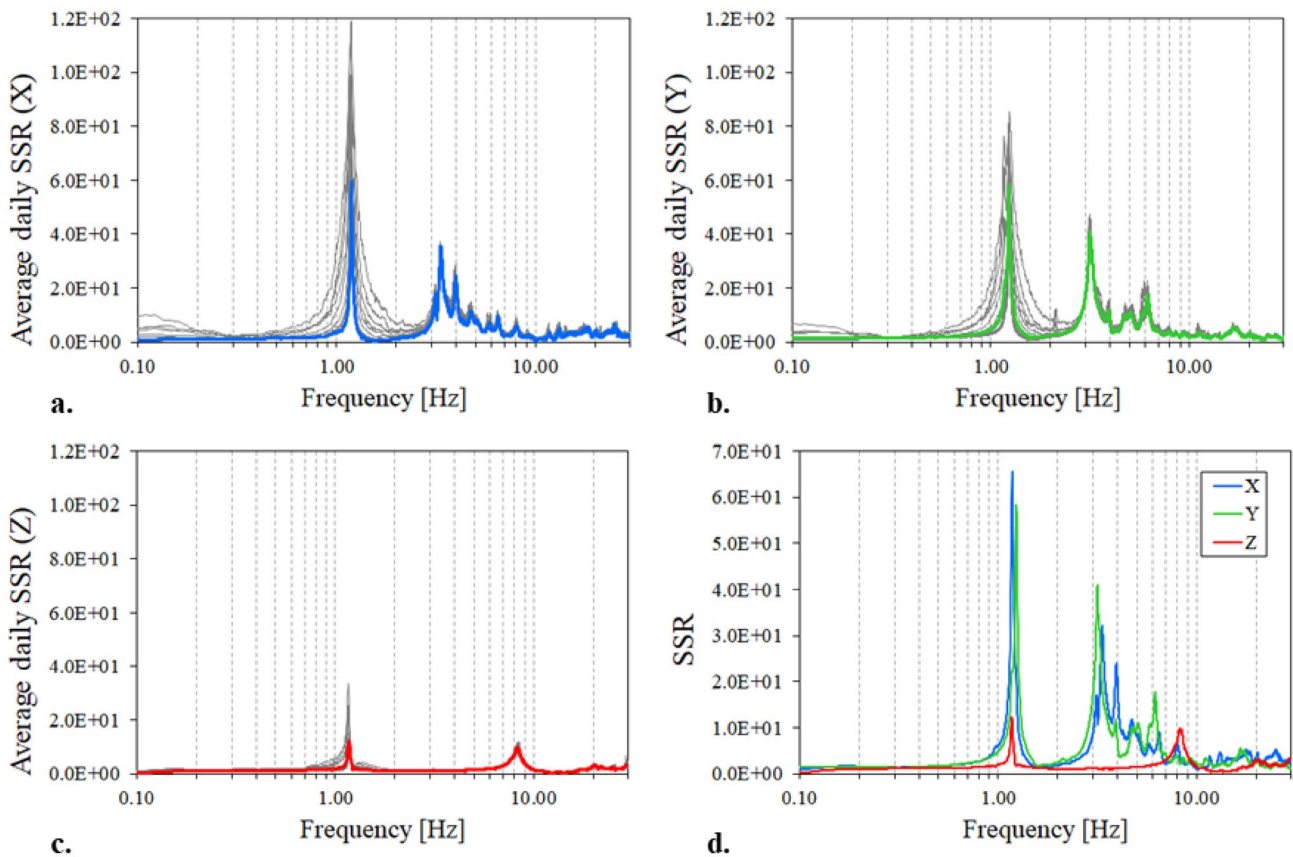 Average daily SSR (X)
1.2E+02
1.0E+02
8.0E+01
6.0E+01
4.0E+01
2.0E+01
0.0E+00
0.10
1.00
10.00
Frequency [Hz]
a.
Average daily SSR (Y)
1.2E+02
1.0E+02
8.0E+01
6.0E+01
4.0E+01
2.0E+01
0.0E+00
0.10
1.00
10.00
Frequency [Hz]
b.
Average daily SSR (Z)
1.2E+02
1.0E+02
8.0E+01
6.0E+01
4.0E+01
2.0E+01
0.0E+00
0.10
1.00
10.00
Frequency [Hz]
c.
SSR
7.0E+01
6.0E+01
5.0E+01
4.0E+01
3.0E+01
2.0E+01
1.0E+01
0.0E+00
X
Y
Z
0.10
1.00
10.00
Frequency [Hz]
d.